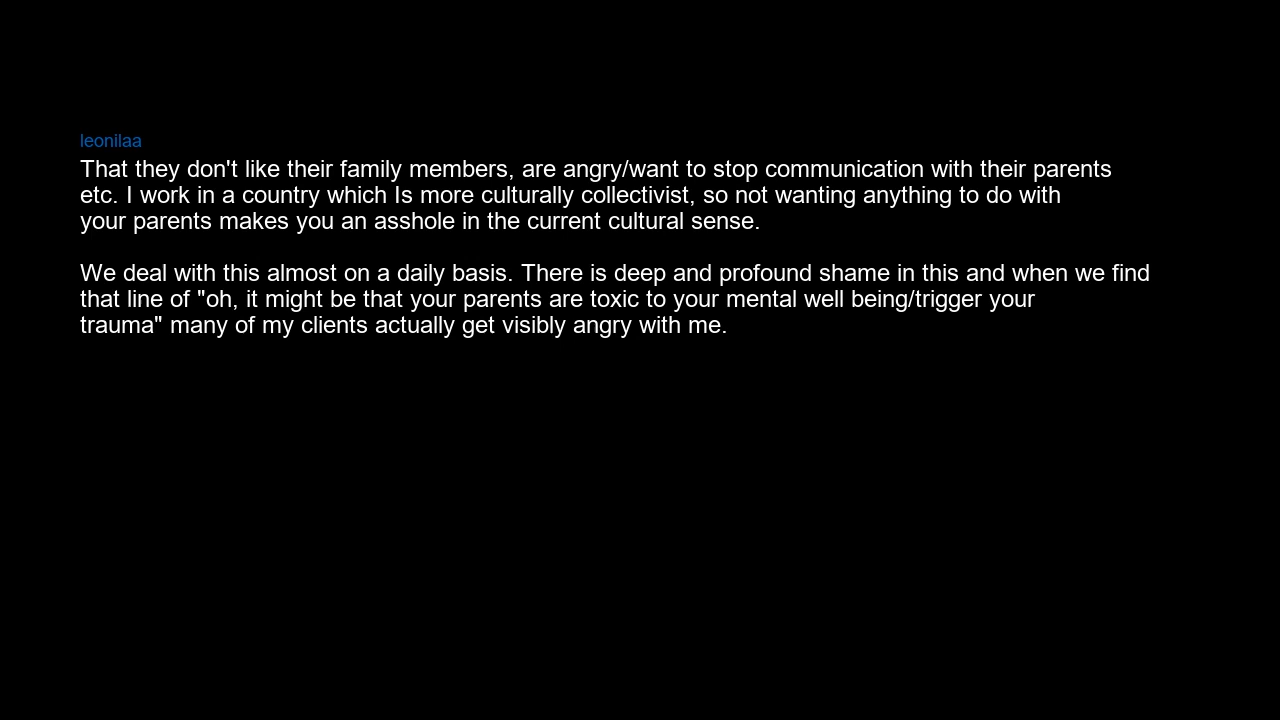 leonilaa
That they don't like their family members, are angry/want to stop communication with their parents
etc. I work in a country which Is more culturally collectivist, so not wanting anything to do with
your parents makes you an asshole in the current cultural sense.
We deal with this almost on a daily basis. There is deep and profound shame in this and when we find
that line of "oh, it might be that your parents are toxic to your mental well being/trigger your
trauma" many of my clients actually get visibly angry with me.